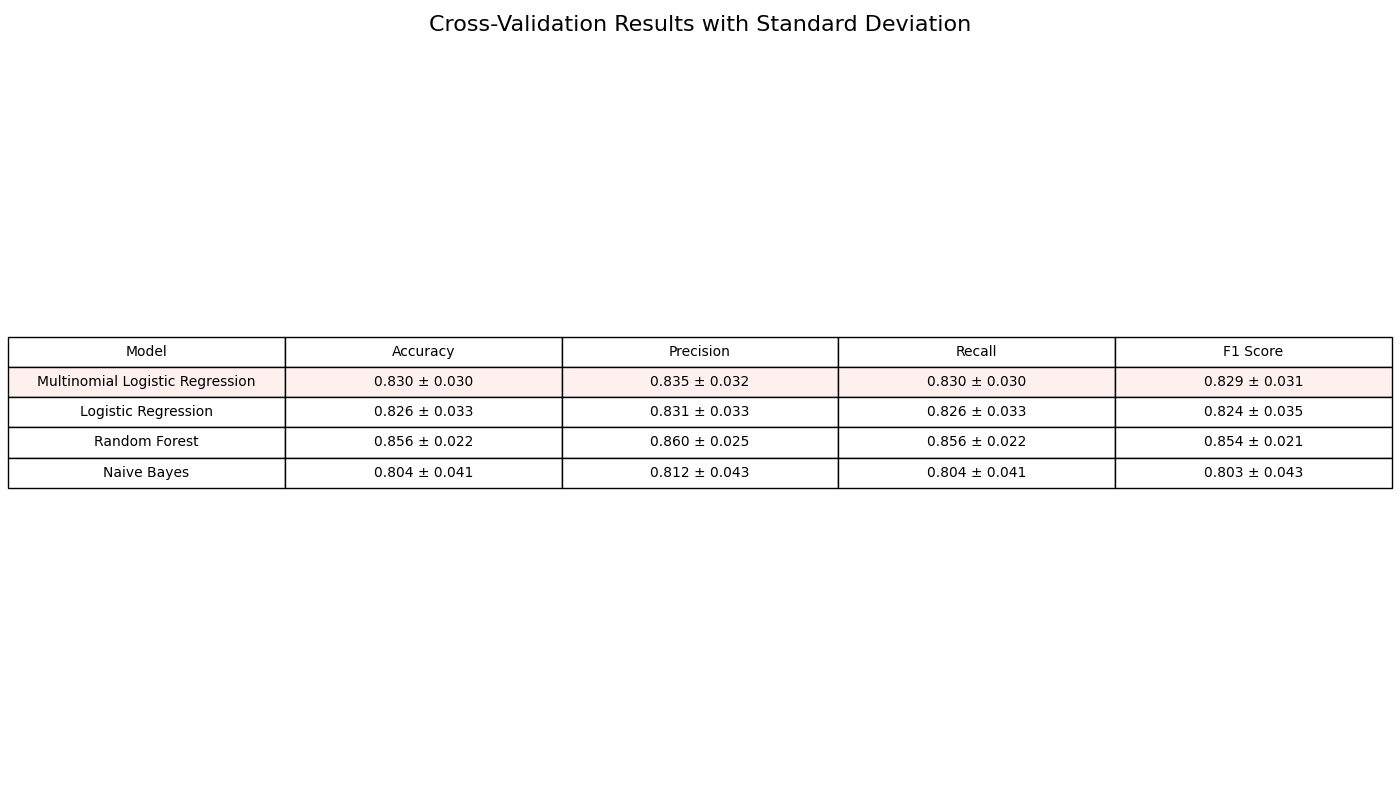 Cross-Validation Results with Standard Deviation
Model Accuracy Precision Recall F1 Score
Multinomial Logistic Regression 0.830 ± 0.030 0.835 ± 0.032 0.830 ± 0.030 0.829 ± 0.031
Logistic Regression 0.826 ± 0.033 0.831 ± 0.033 0.826 ± 0.033 0.824 ± 0.035
Random Forest 0.856 ± 0.022 0.860 ± 0.025 0.856 ± 0.022 0.854 ± 0.021
Naive Bayes 0.804 ± 0.041 0.812 ± 0.043 0.804 ± 0.041 0.803 ± 0.043